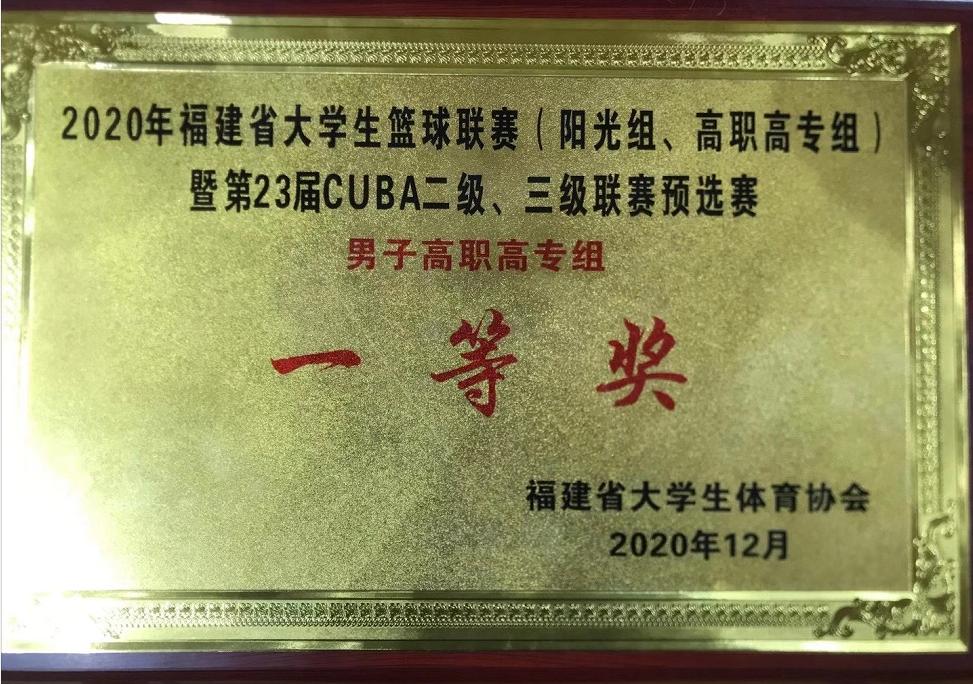 2020年福建省大学生篮球联赛（阳光组、高职高专组）
暨第23届CUBA二级、三级联赛预选赛
男子高职高专组
一等奖
福建省大学生体育协会
2020年12月